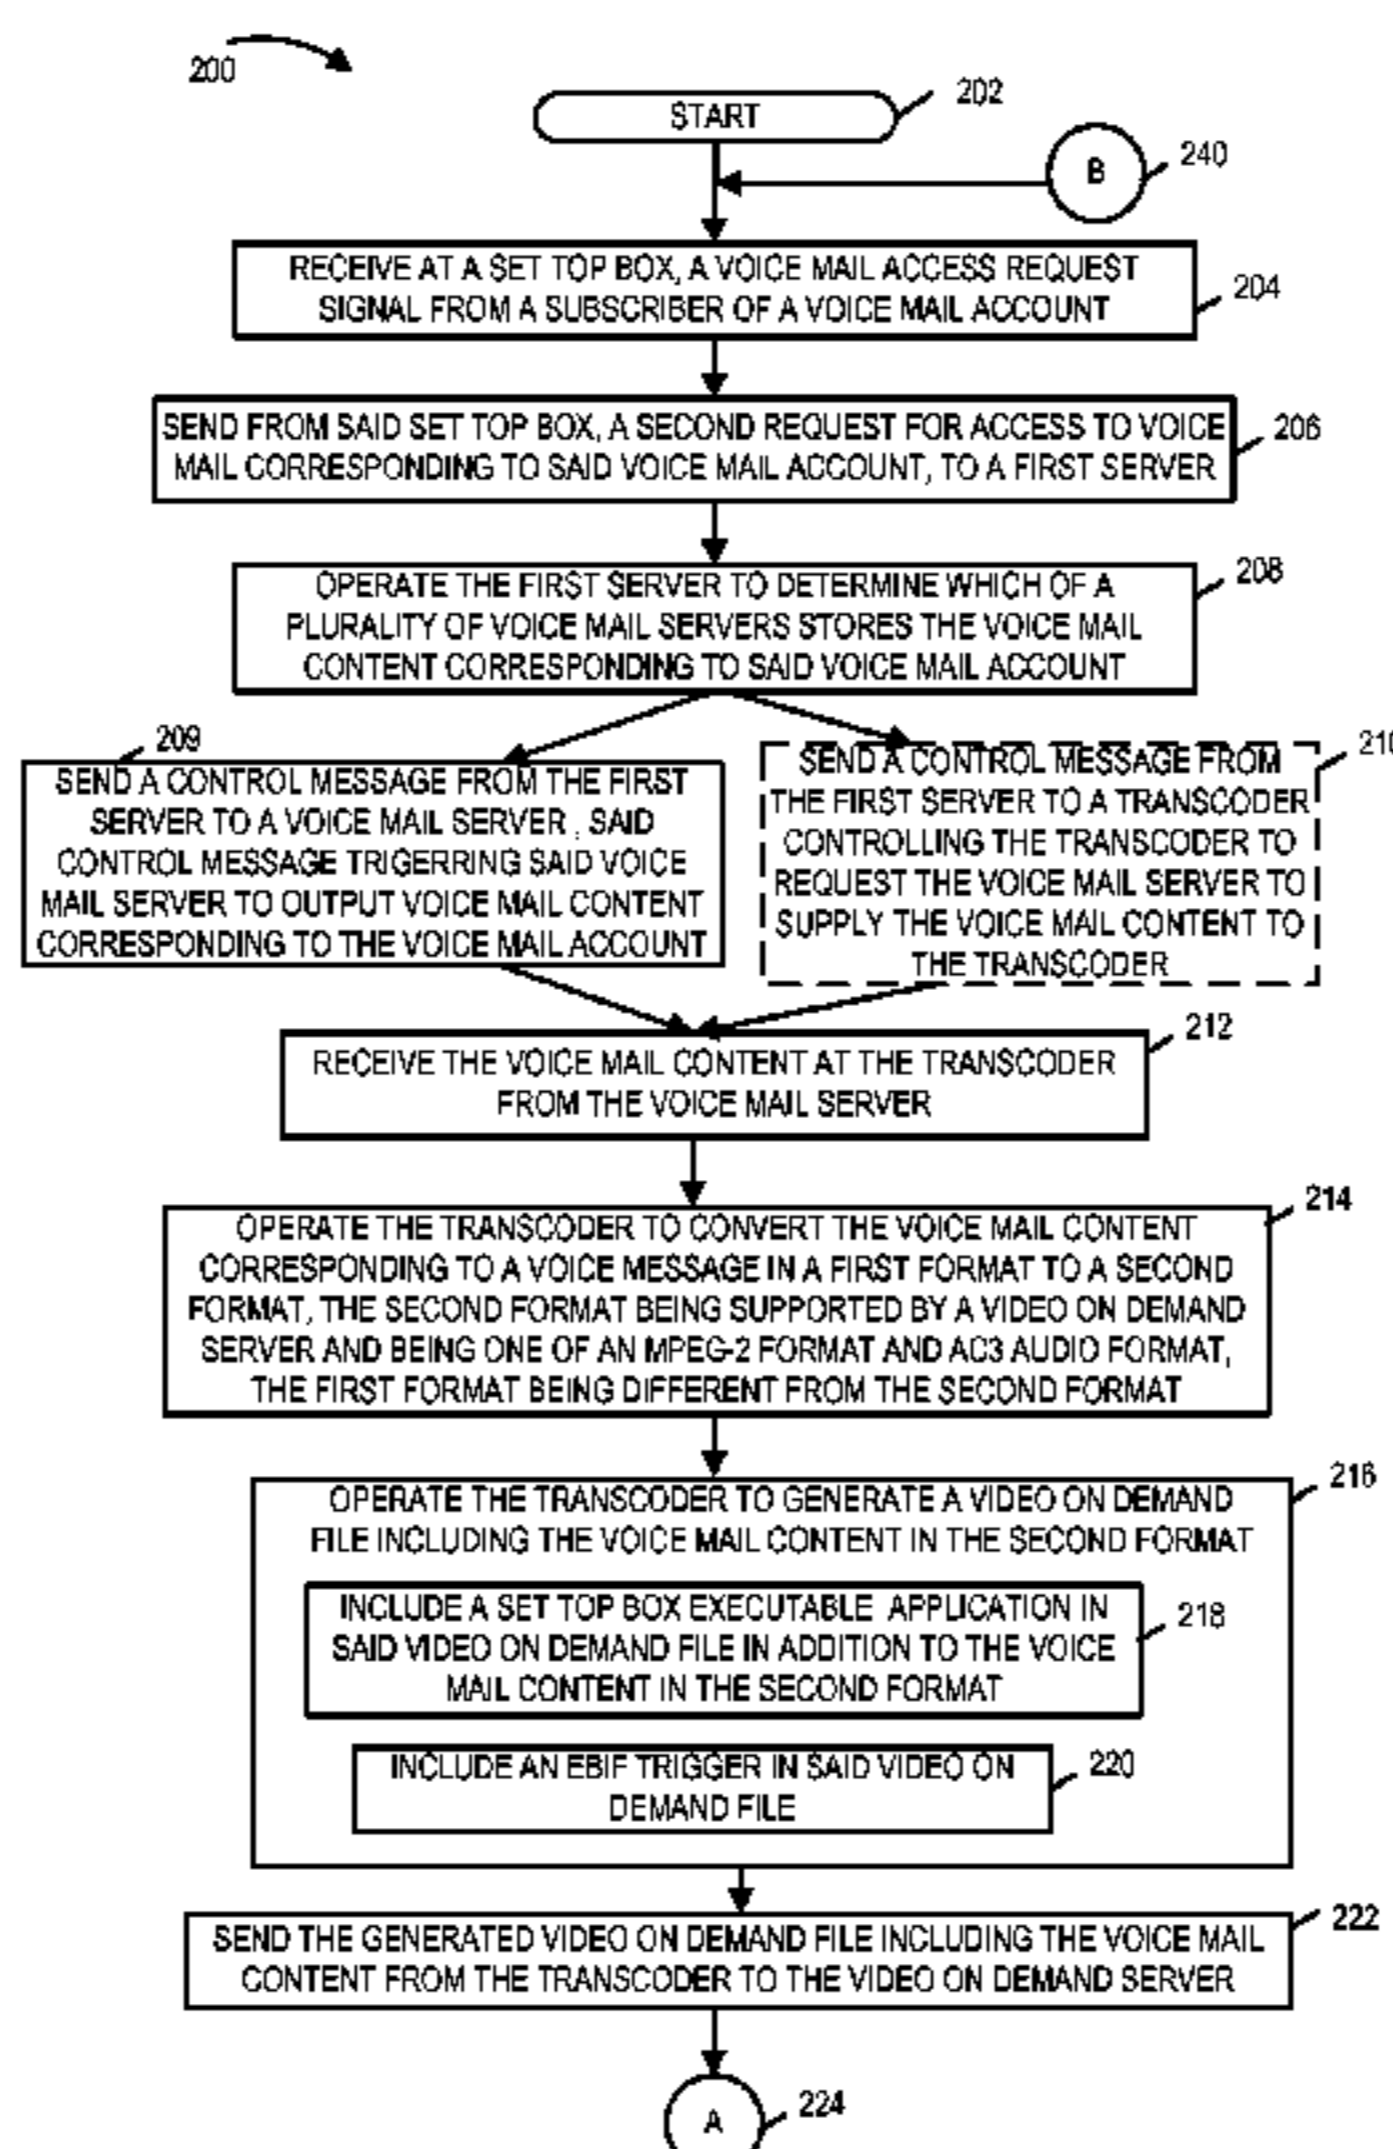 200
START
202
B
240
RECEIVE AT A SET TOP BOX, A VOICE MAIL ACCESS REQUEST
SIGNAL FROM A SUBSCRIBER OF A VOICE MAIL ACCOUNT
204
SEND FROM SAID SET TOP BOX, A SECOND REQUEST FOR ACCESS TO VOICE
MAIL CORRESPONDING TO SAID VOICE MAIL ACCOUNT, TO A FIRST SERVER
206
OPERATE THE FIRST SERVER TO DETERMINE WHICH OF A
PLURALITY OF VOICE MAIL SERVERS STORES THE VOICE MAIL
CONTENT CORRESPONDING TO SAID VOICE MAIL ACCOUNT
208
209
SEND A CONTROL MESSAGE FROM THE FIRST
SERVER TO A VOICE MAIL SERVER , SAID
CONTROL MESSAGE TRIGERRING SAID VOICE
MAIL SERVER TO OUTPUT VOICE MAIL CONTENT
CORRESPONDING TO THE VOICE MAIL ACCOUNT
210
SEND A CONTROL MESSAGE FROM
THE FIRST SERVER TO A TRANSCODER
CONTROLLING THE TRANSCODER TO
REQUEST THE VOICE MAIL SERVER TO
SUPPLY THE VOICE MAIL CONTENT TO
THE TRANSCODER
212
RECEIVE THE VOICE MAIL CONTENT AT THE TRANSCODER
FROM THE VOICE MAIL SERVER
214
OPERATE THE TRANSCODER TO CONVERT THE VOICE MAIL CONTENT
CORRESPONDING TO A VOICE MESSAGE IN A FIRST FORMAT TO A SECOND
FORMAT, THE SECOND FORMAT BEING SUPPORTED BY A VIDEO ON DEMAND
SERVER AND BEING ONE OF AN MPEG-2 FORMAT AND AC3 AUDIO FORMAT,
THE FIRST FORMAT BEING DIFFERENT FROM THE SECOND FORMAT
216
OPERATE THE TRANSCODER TO GENERATE A VIDEO ON DEMAND
FILE INCLUDING THE VOICE MAIL CONTENT IN THE SECOND FORMAT
INCLUDE A SET TOP BOX EXECUTABLE APPLICATION IN
SAID VIDEO ON DEMAND FILE IN ADDITION TO THE VOICE
MAIL CONTENT IN THE SECOND FORMAT
218
INCLUDE AN EBIF TRIGGER IN SAID VIDEO ON
DEMAND FILE
220
SEND THE GENERATED VIDEO ON DEMAND FILE INCLUDING THE VOICE MAIL
CONTENT FROM THE TRANSCODER TO THE VIDEO ON DEMAND SERVER
222
A
224